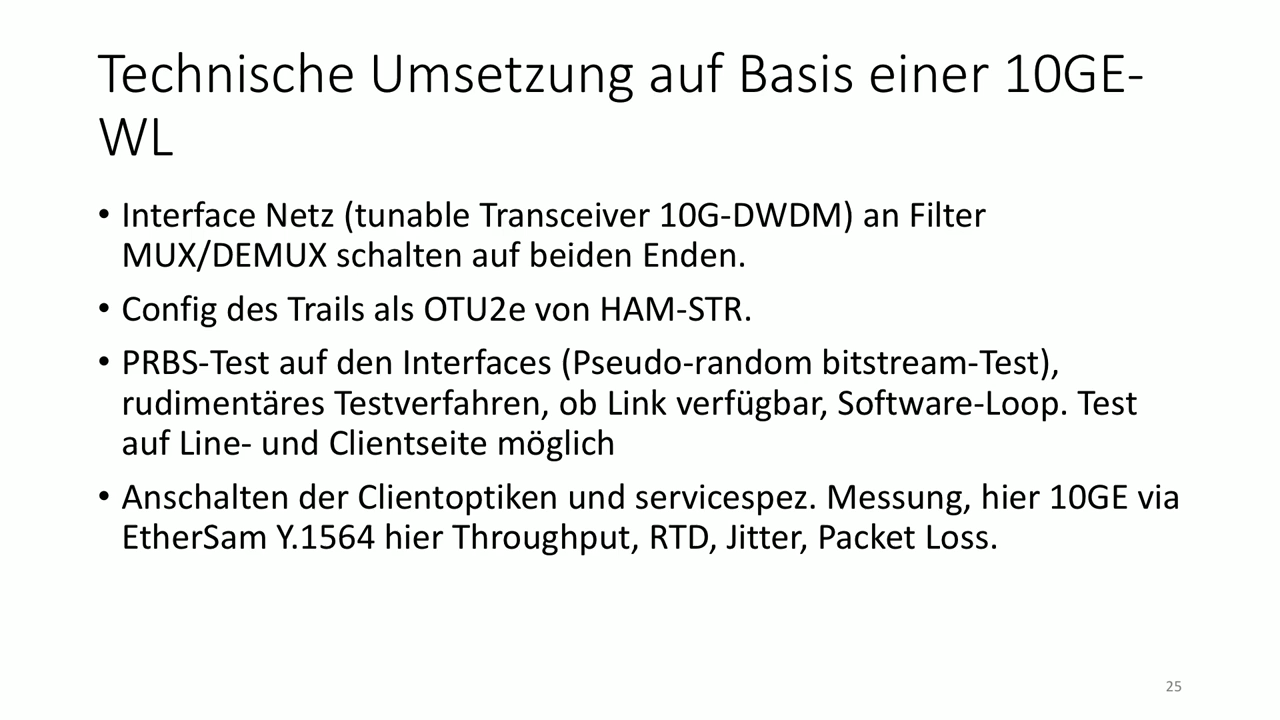 Technische Umsetzung auf Basis einer 10GE-
WL
• Interface Netz (tunable Transceiver 10G-DWDM) an Filter
MUX/DEMUX schalten auf beiden Enden.
• Config des Trails als OTU2e von HAM-STR.
• PRBS-Test auf den Interfaces (Pseudo-random bitstream-Test),
rudimentäres Testverfahren, ob Link verfügbar, Software-Loop. Test
auf Line- und Clientseite möglich
• Anschalten der Clientoptiken und servicespez. Messung, hier 10GE via
EtherSam Y.1564 hier Throughput, RTD, Jitter, Packet Loss.
25